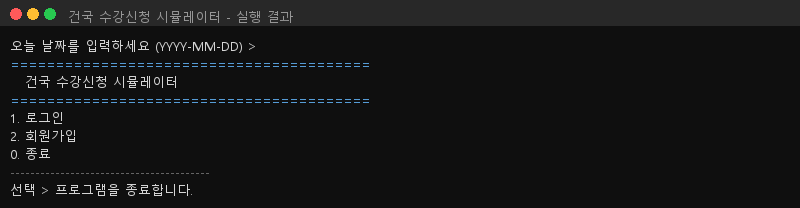 건국 수강신청 시뮬레이터 - 실행 결과
오늘 날짜를 입력하세요 (YYYY-MM-DD) >
========================================
건국 수강신청 시뮬레이터
========================================
1. 로그인
2. 회원가입
0. 종료
----------------------------------------
선택 > 프로그램을 종료합니다.